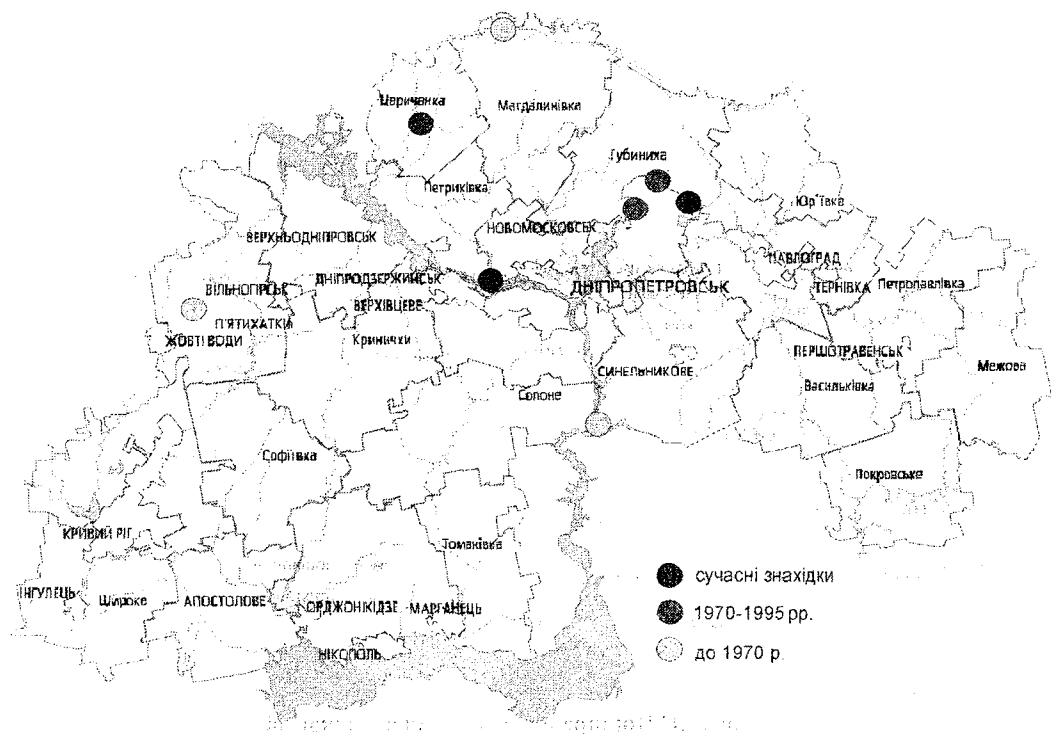 Царичанка
Магдалинівка
Губиниха
Петриківка
Юр'ївка
НОВОМОСКОВСЬК
ВЕРХНЬОДНІПРОВСЬК
ПАВЛОГРАД
ДНІПРОДЗЕРЖИНСЬК
ДНІПРОПЕТРОВСЬК
ТЕРНІВКА
Петропавлівка
ВІЛЬНОГІРСЬК
ВЕРХІВЦЕВЕ
П'ЯТИХАТКИ
ЖОВТІ ВОДИ
Кринички
ПЕРШОТРАВЕНСЬК
Межова
СИНЕЛЬНИКОВЕ
Васильківка
Солоне
Софіївка
Покровське
КРИВИЙ РІГ
Томаківка
сучасні знахідки
ІНГУЛЕЦЬ
Широке
АПОСТОЛОВЕ
ОРДЖОНІКІДЗЕ
МАРГАНЕЦЬ
1970-1995 рр.
НІКОПОЛЬ
до 1970 р.